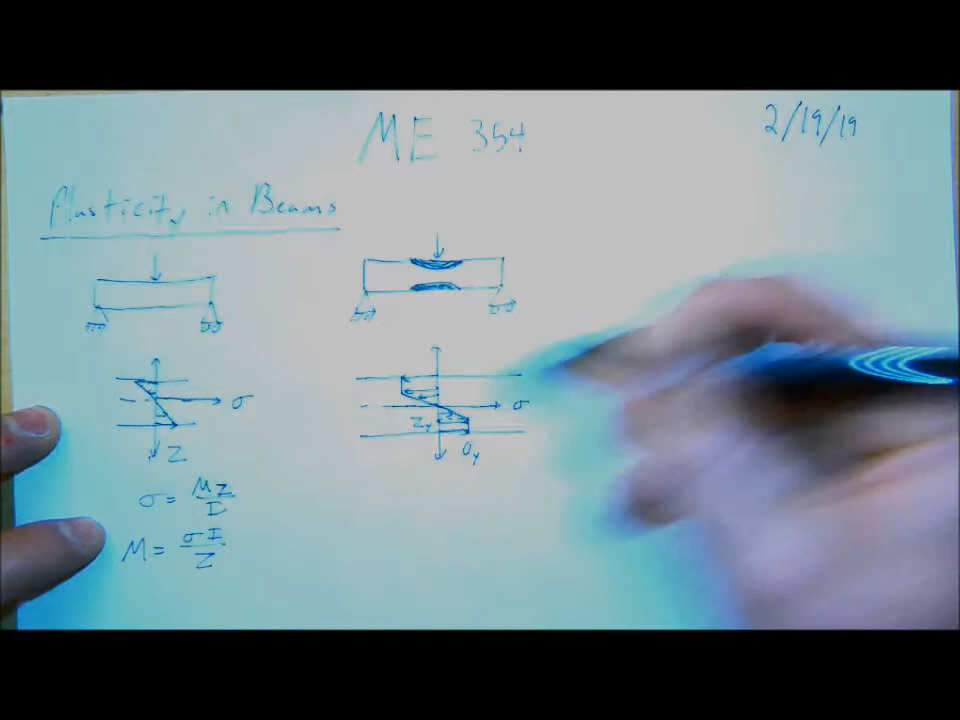 ME 354
2/19/19
Plasticity in Beams
σ
Z
σ = MZ/I
M = σI/Z
σ
Zy
σy